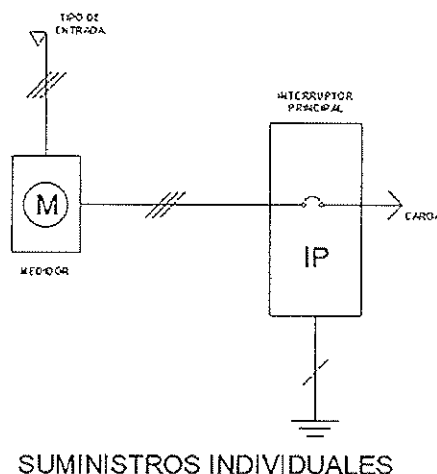 TIPO DE
ENTRADA
INTERRUPTOR
PRINCIPAL
M
CARGA
MEDIDOR
IP
SUMINISTROS INDIVIDUALES